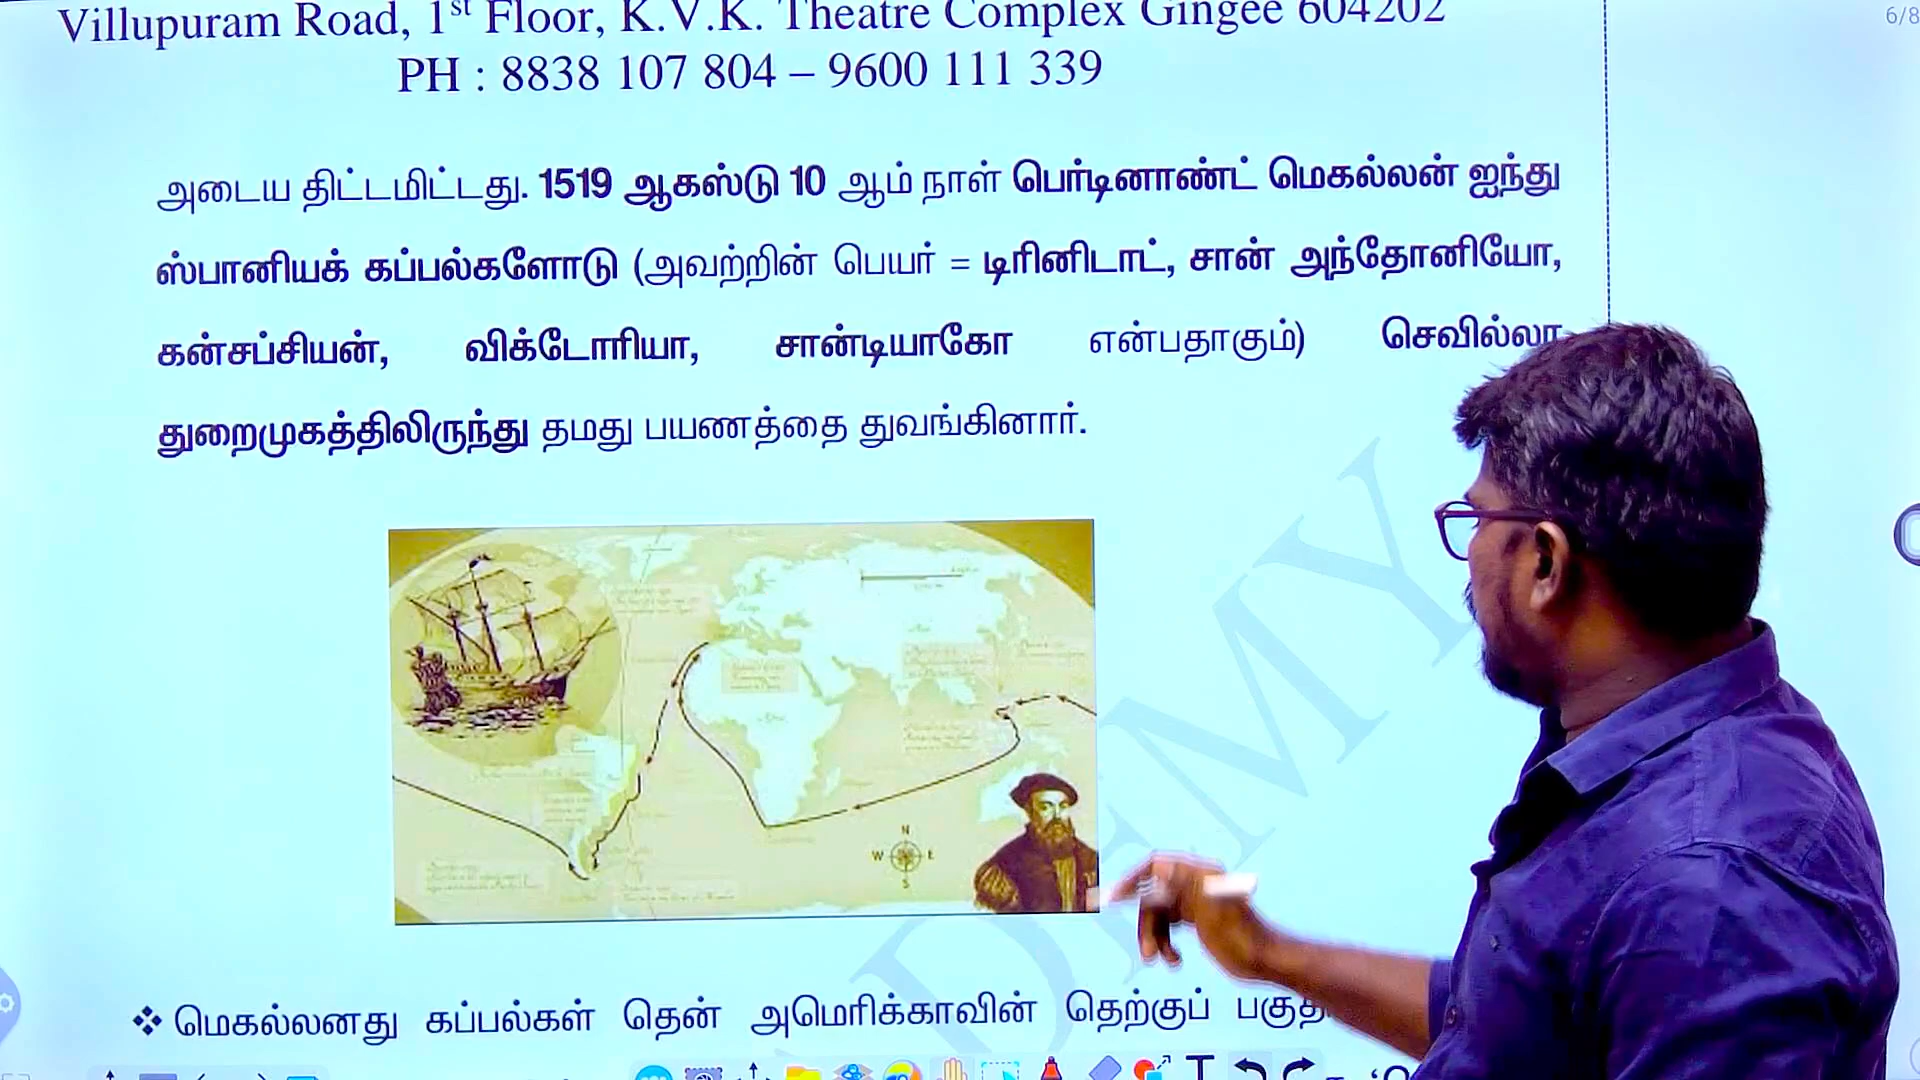 6/8
Villupuram Road, 1st Floor, K.V.K. Theatre Complex Gingee 604202
PH : 8838 107 804 – 9600 111 339
அடைய திட்டமிட்டது. 1519 ஆகஸ்டு 10 ஆம் நாள் பெர்டினாண்ட் மெகல்லன் ஐந்து
ஸ்பானியக் கப்பல்களோடு (அவற்றின் பெயர் = டிரினிடாட், சான் அந்தோனியோ,
கன்சப்சியன், விக்டோரியா, சான்டியாகோ என்பதாகும்) செவில்லா
துறைமுகத்திலிருந்து தமது பயணத்தை துவங்கினார்.
N
W E
S
❖ மெகல்லனது கப்பல்கள் தென் அமெரிக்காவின் தெற்குப்